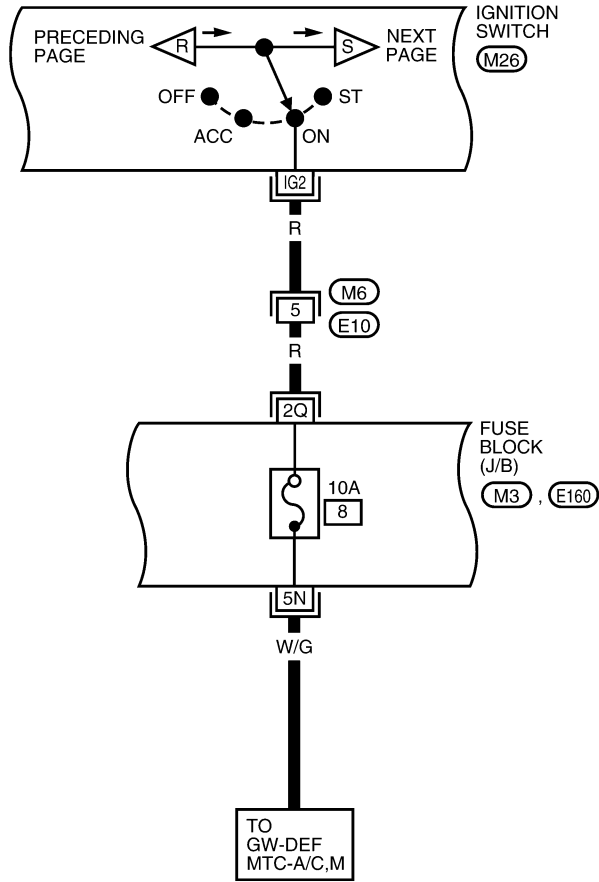 IGNITION
SWITCH
M26
PRECEDING
PAGE
R
S
NEXT
PAGE
OFF
ST
ACC
ON
IG2
R
M6
5
E10
R
2Q
FUSE
BLOCK
(J/B)
M3 , E160
10A
8
5N
W/G
TO
GW-DEF
MTC-A/C,M